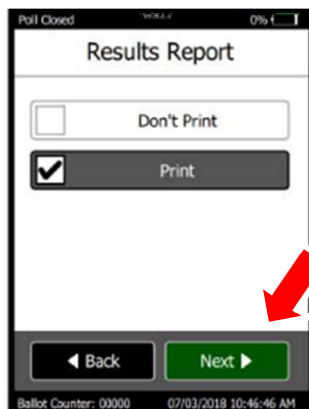 Poll Closed 0%
Results Report
Don't Print
Print
◀ Back Next ▶
Ballot Counter: 00000 07/03/2018 10:46:46 AM